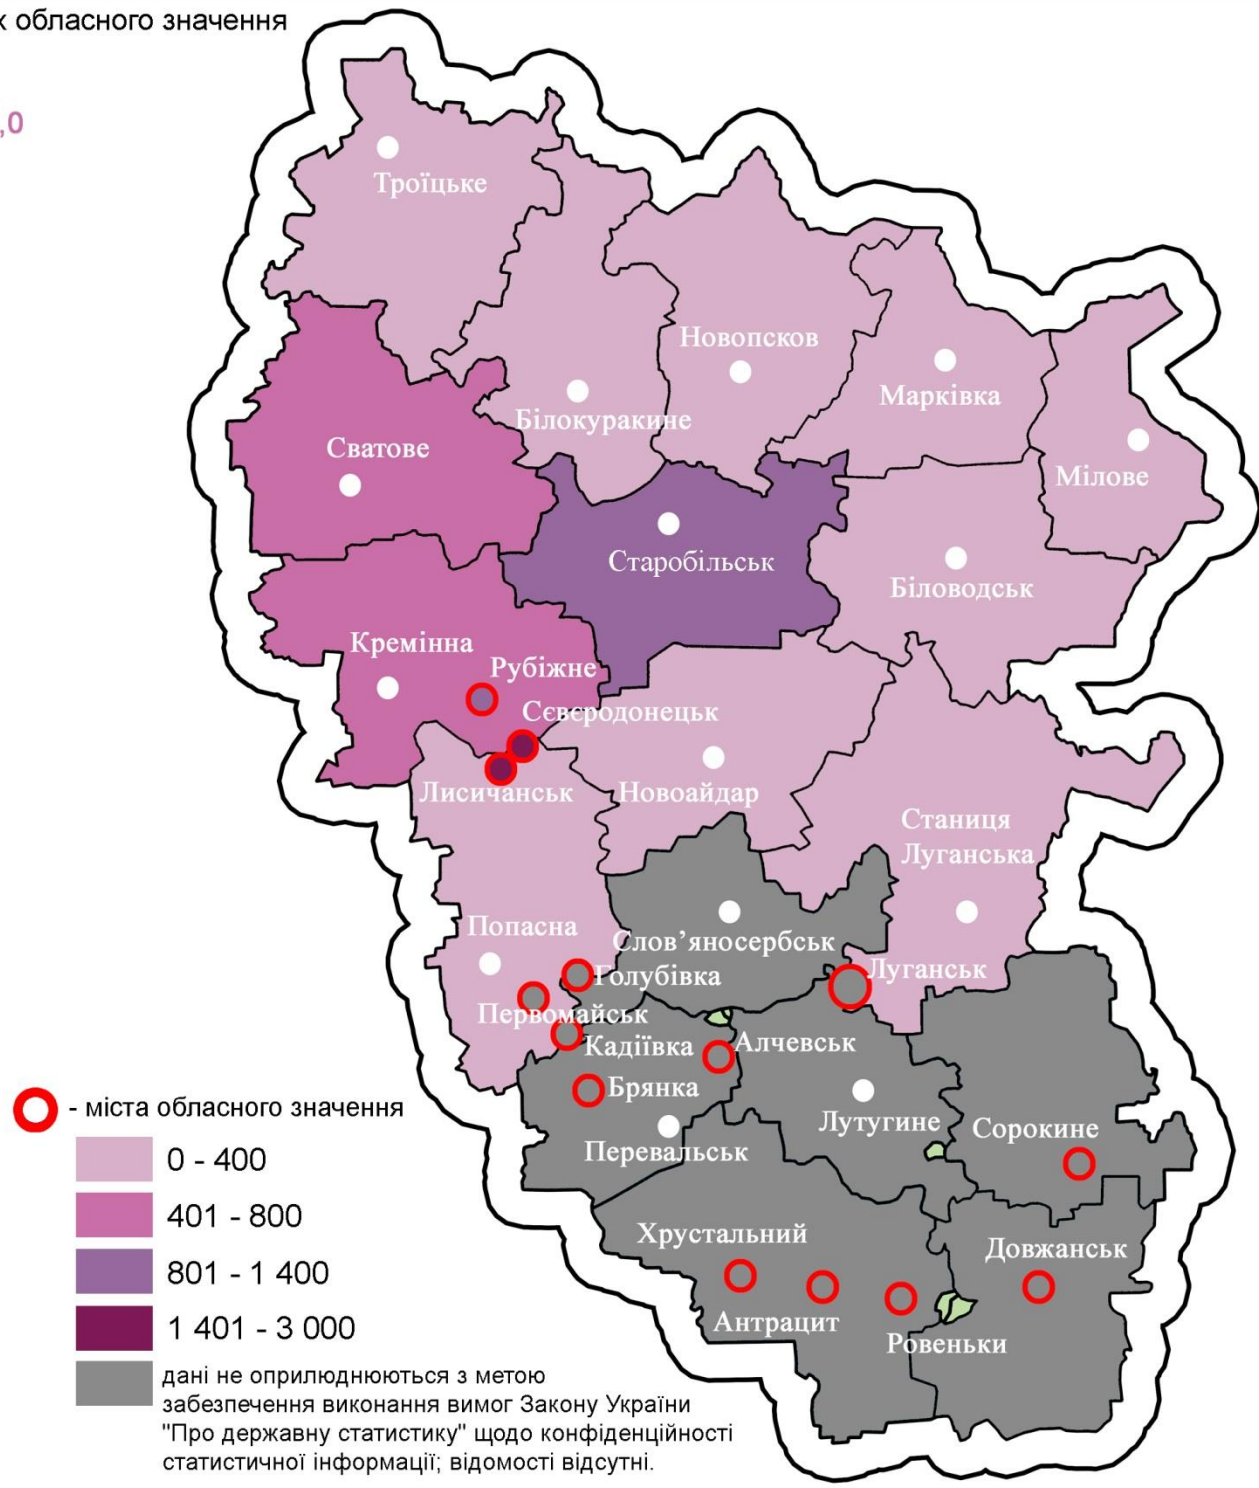 х обласного значення
,0
Троїцьке
Новопсков
Марківка
Білокуракине
Сватове
Мілове
Старобільськ
Біловодськ
Кремінна
Рубіжне
Сєвєродонецьк
Лисичанськ
Новоайдар
Станиця
Луганська
Попасна
Слов’яносербськ
Луганськ
Голубівка
Первомайськ
Кадіївка
Алчевськ
Брянка
Лутугине
Сорокине
Перевальськ
Хрустальний
Довжанськ
Антрацит
Ровеньки
- міста обласного значення
0 - 400
401 - 800
801 - 1 400
1 401 - 3 000
дані не оприлюднюються з метою
забезпечення виконання вимог Закону України
"Про державну статистику" щодо конфіденційності
статистичної інформації; відомості відсутні.